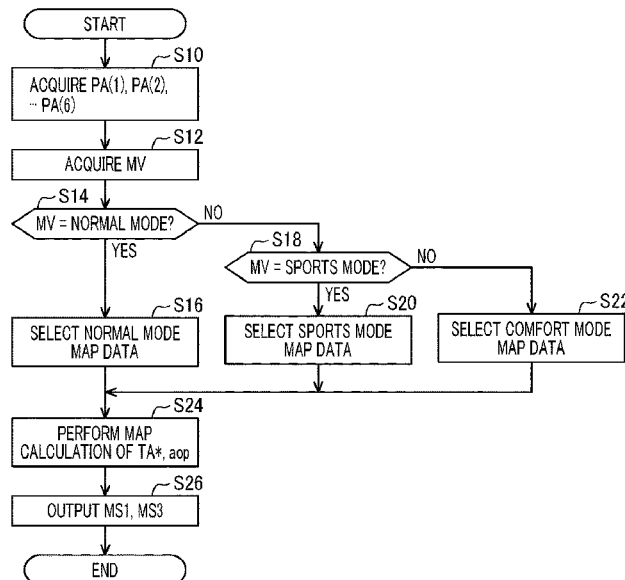 START
S10
ACQUIRE PA(1), PA(2),
··· PA(6)
S12
ACQUIRE MV
S14
MV = NORMAL MODE?
NO
YES
S18
MV = SPORTS MODE?
NO
YES
S16
SELECT NORMAL MODE
MAP DATA
S20
SELECT SPORTS MODE
MAP DATA
S22
SELECT COMFORT MODE
MAP DATA
S24
PERFORM MAP
CALCULATION OF TA*, aop
S26
OUTPUT MS1, MS3
END